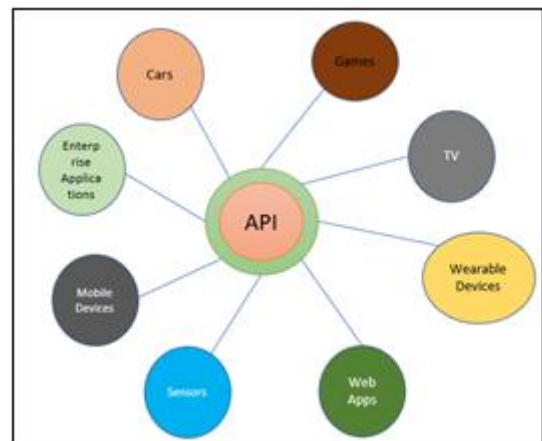 Cars
Games
Enterp
rise
Applica
tions
TV
API
Wearable
Devices
Mobile
Devices
Sensors
Web
Apps